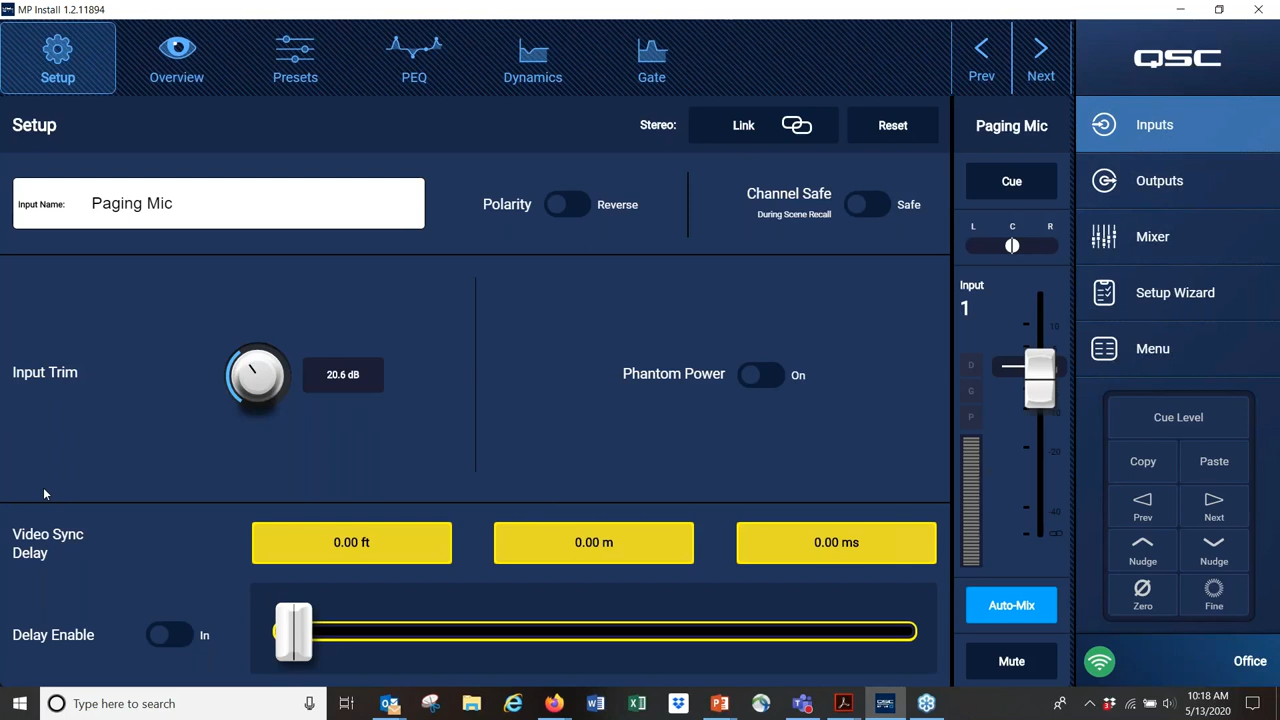 MP Install 1.2.11894
Setup
Overview
Presets
PEQ
Dynamics
Gate
Prev
Next
QSC
Setup
Stereo:
Link
Reset
Paging Mic
Inputs
Input Name: Paging Mic
Polarity
Reverse
Channel Safe
During Scene Recall
Safe
Cue
Outputs
L C R
Mixer
Input
1
Setup Wizard
10
D
G
P
10
-20
-40
-∞
Menu
Input Trim
20.6 dB
Phantom Power
On
Cue Level
Copy
Paste
Prev
Next
Nudge
Nudge
Zero
Fine
Video Sync
Delay
0.00 ft
0.00 m
0.00 ms
Delay Enable
In
Auto-Mix
Mute
Office
Type here to search
10:18 AM
5/13/2020